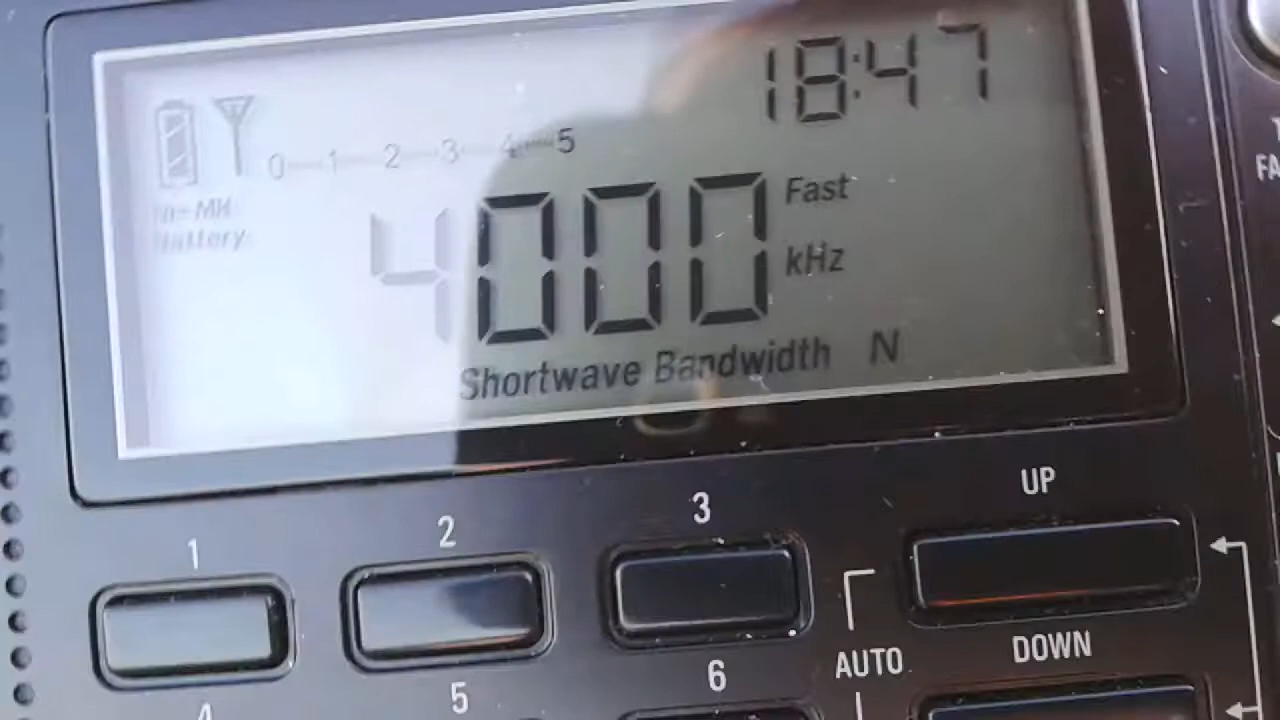 18:47
0 1 2 3 4 5
Ni-MH
Battery
4000
Fast
kHz
Shortwave Bandwidth N
1 2 3 UP
FA
AUTO DOWN
4 5 6